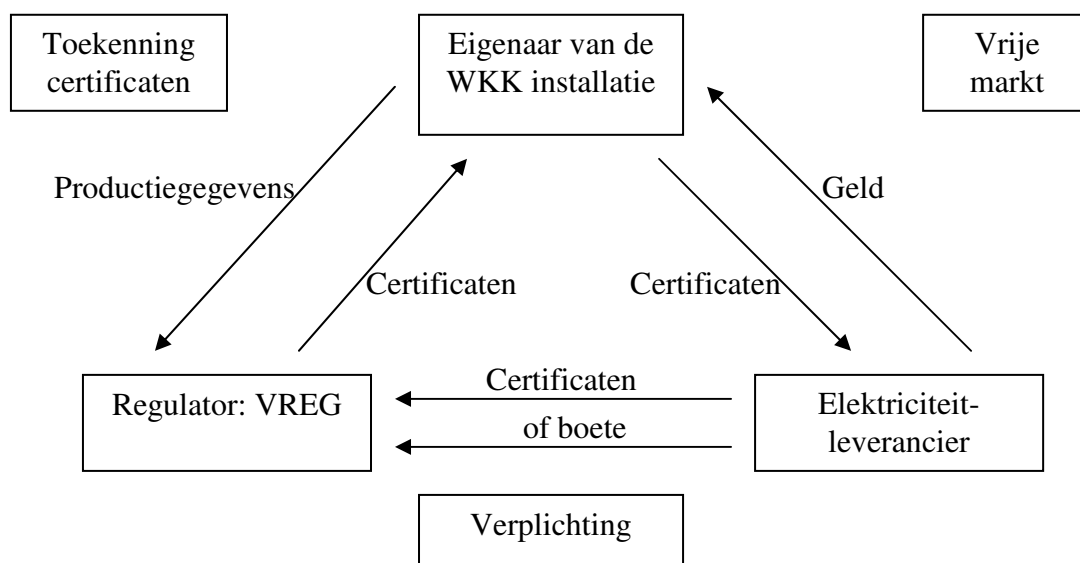 Toekenning
certificaten
Eigenaar van de
WKK installatie
Vrije
markt
Productiegegevens
Geld
Certificaten
Certificaten
Regulator: VREG
Certificaten
of boete
Elektriciteit-
leverancier
Verplichting